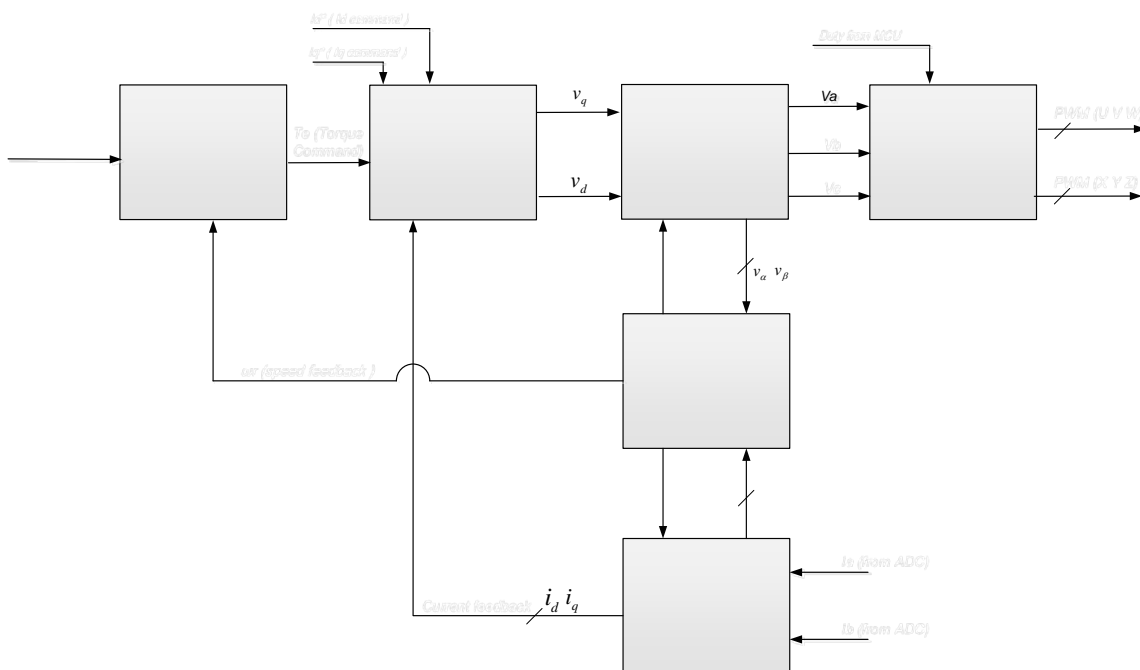 Id* ( Id command )
Iq* ( Iq command )
Duty from MCU
Te (Torque
Command)
v_q
v_d
Va
Vb
Vc
PWM (U V W)
PWM (X Y Z)
v_α v_β
ωr (speed feedback )
Current feedback
i_d i_q
Ia (from ADC)
Ib (from ADC)